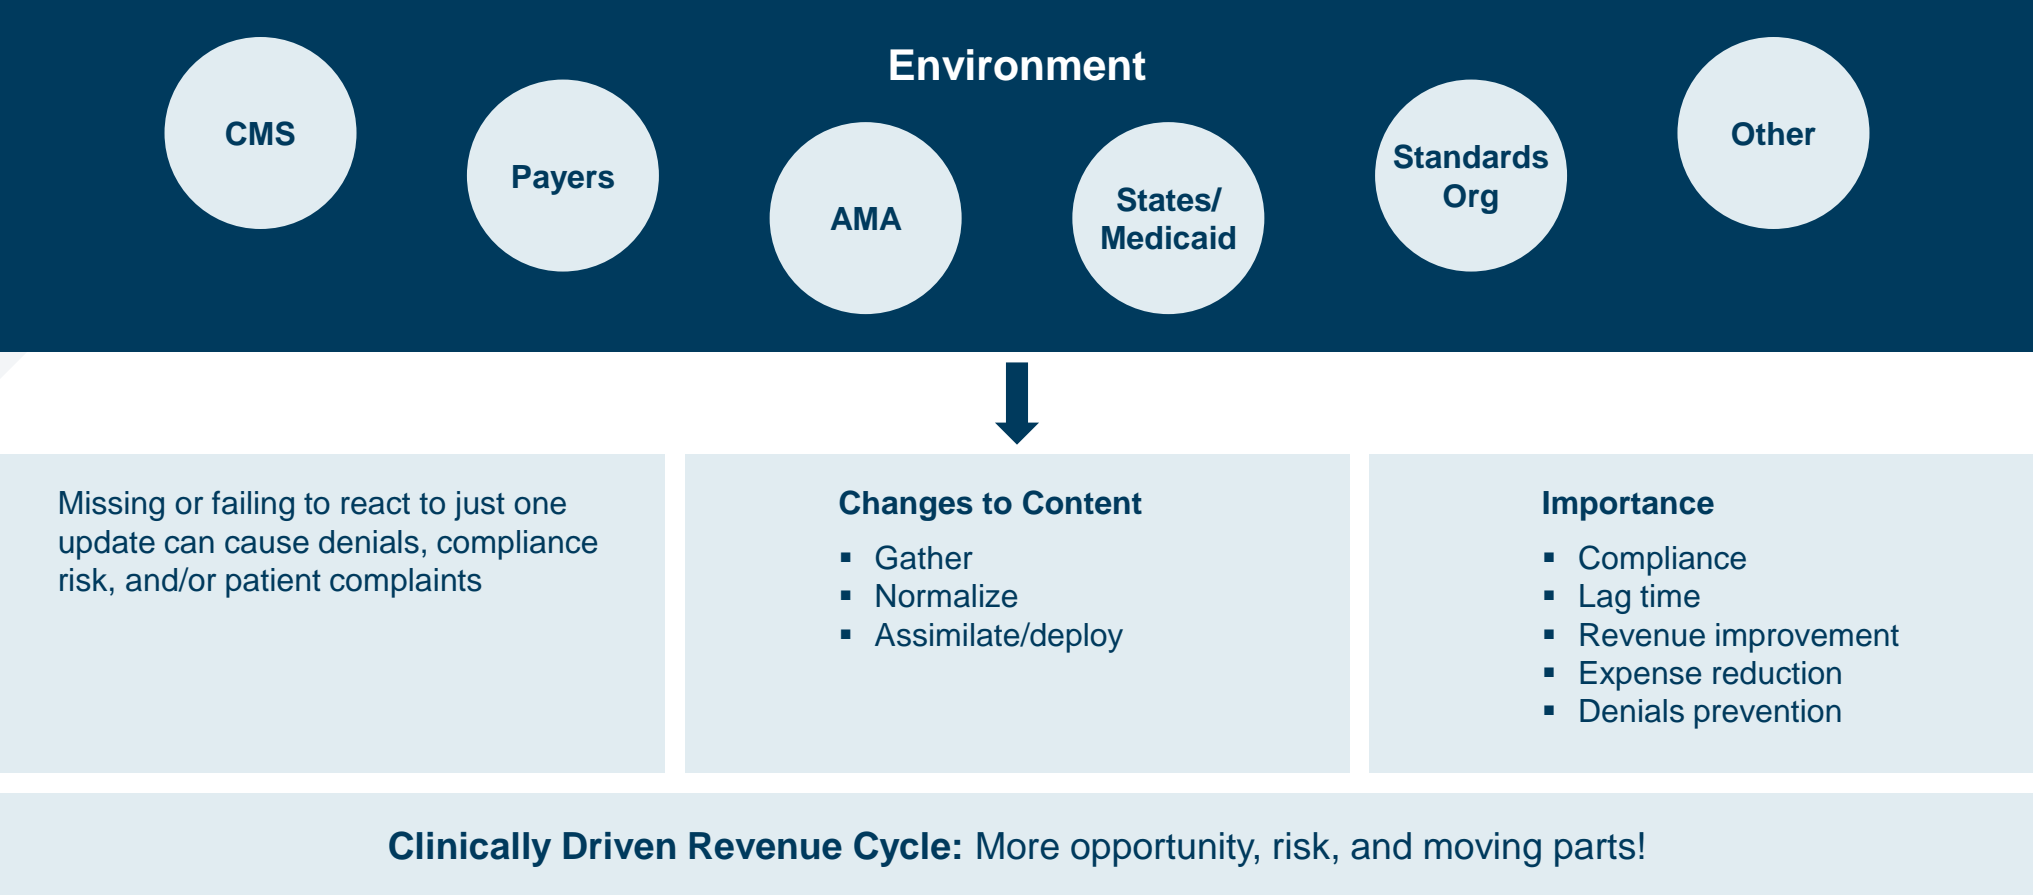 Environment
CMS
Payers
AMA
States/
Medicaid
Standards
Org
Other
Missing or failing to react to just one
update can cause denials, compliance
risk, and/or patient complaints
Changes to Content
▪ Gather
▪ Normalize
▪ Assimilate/deploy
Importance
▪ Compliance
▪ Lag time
▪ Revenue improvement
▪ Expense reduction
▪ Denials prevention
Clinically Driven Revenue Cycle: More opportunity, risk, and moving parts!